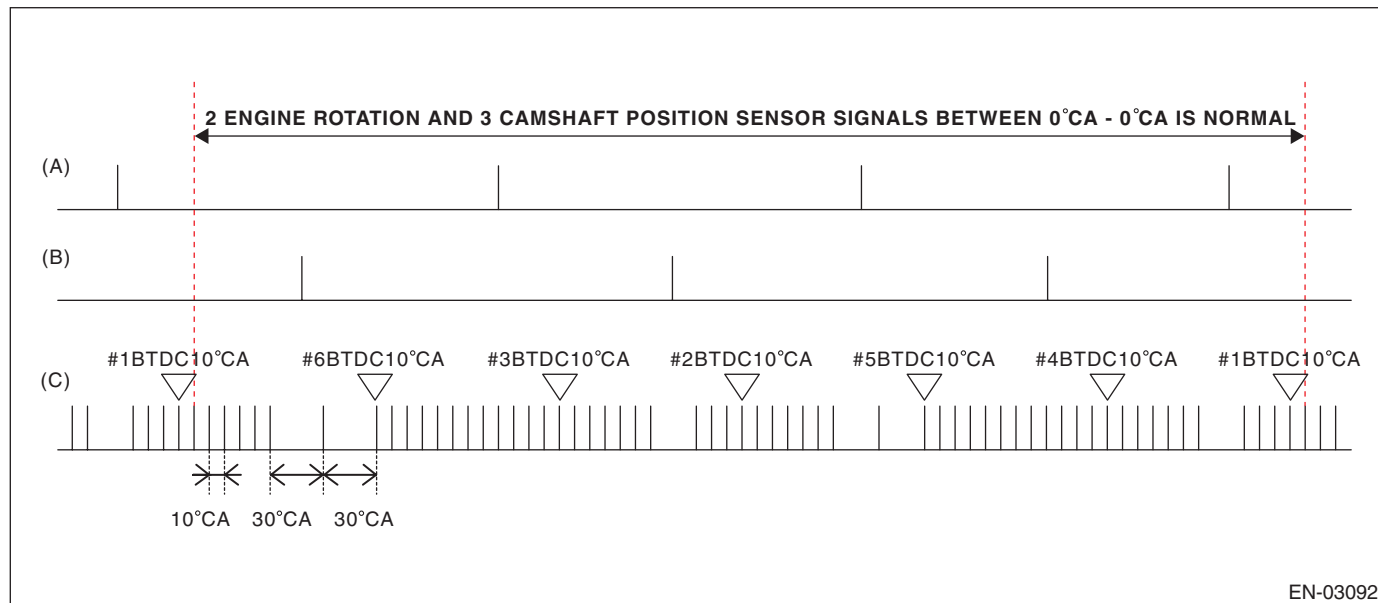 2 ENGINE ROTATION AND 3 CAMSHAFT POSITION SENSOR SIGNALS BETWEEN 0°CA - 0°CA IS NORMAL
(A)
(B)
#1BTDC10°CA #6BTDC10°CA #3BTDC10°CA #2BTDC10°CA #5BTDC10°CA #4BTDC10°CA #1BTDC10°CA
(C)
10°CA 30°CA 30°CA
EN-03092